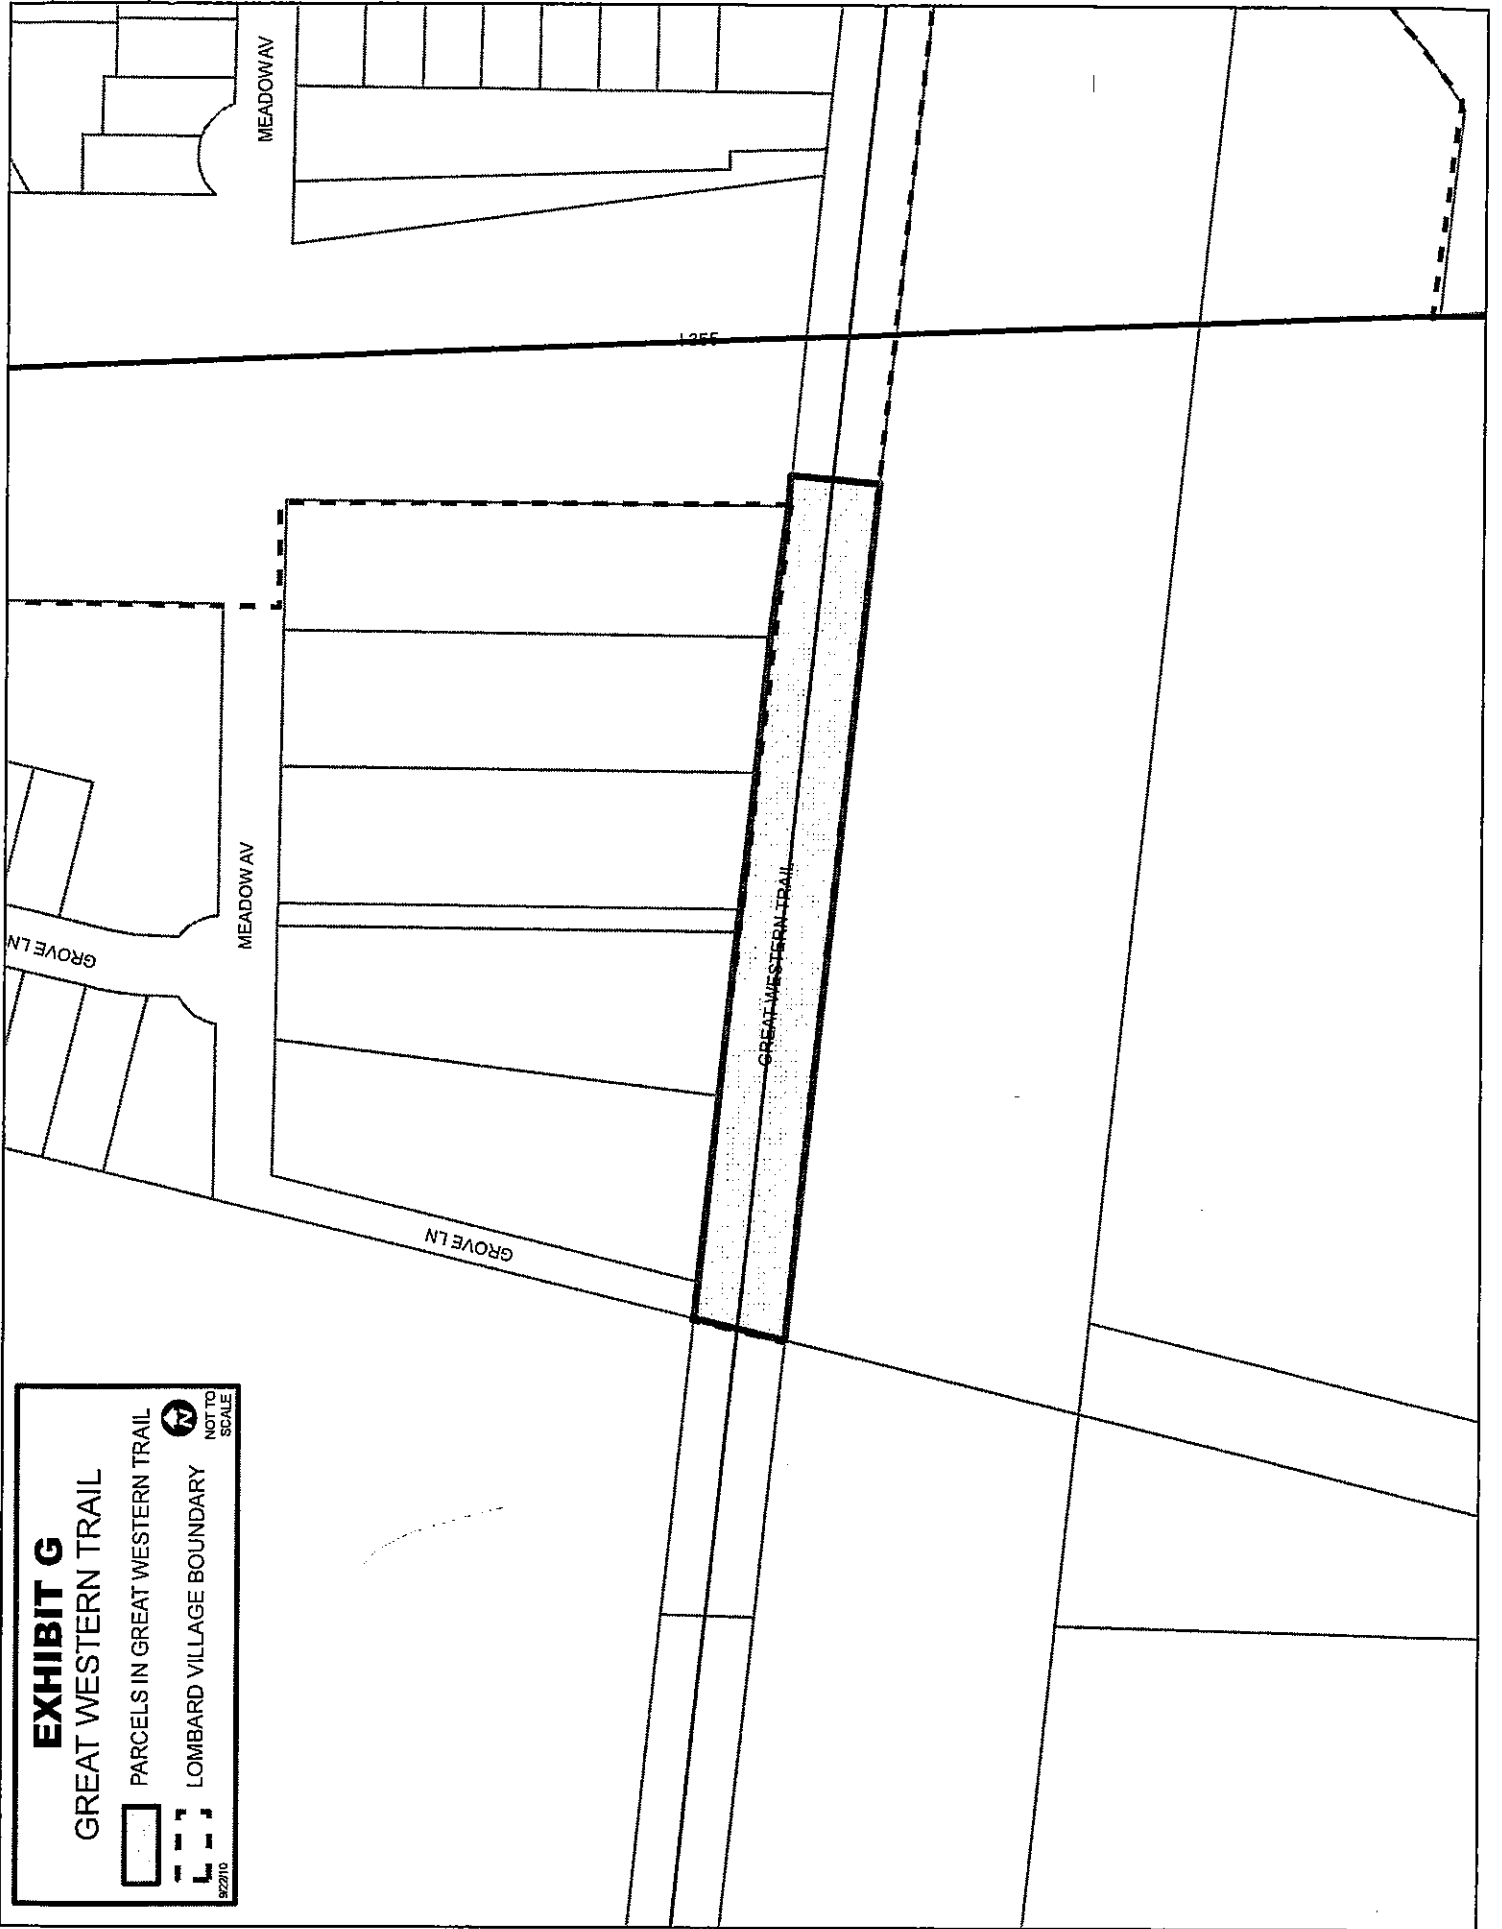 EXHIBIT G
GREAT WESTERN TRAIL
PARCELS IN GREAT WESTERN TRAIL
LOMBARD VILLAGE BOUNDARY
N
NOT TO
SCALE
9/22/10
GROVE LN
GROVE LN
MEADOW AV
MEADOW AV
GREAT WESTERN TRAIL
I 355